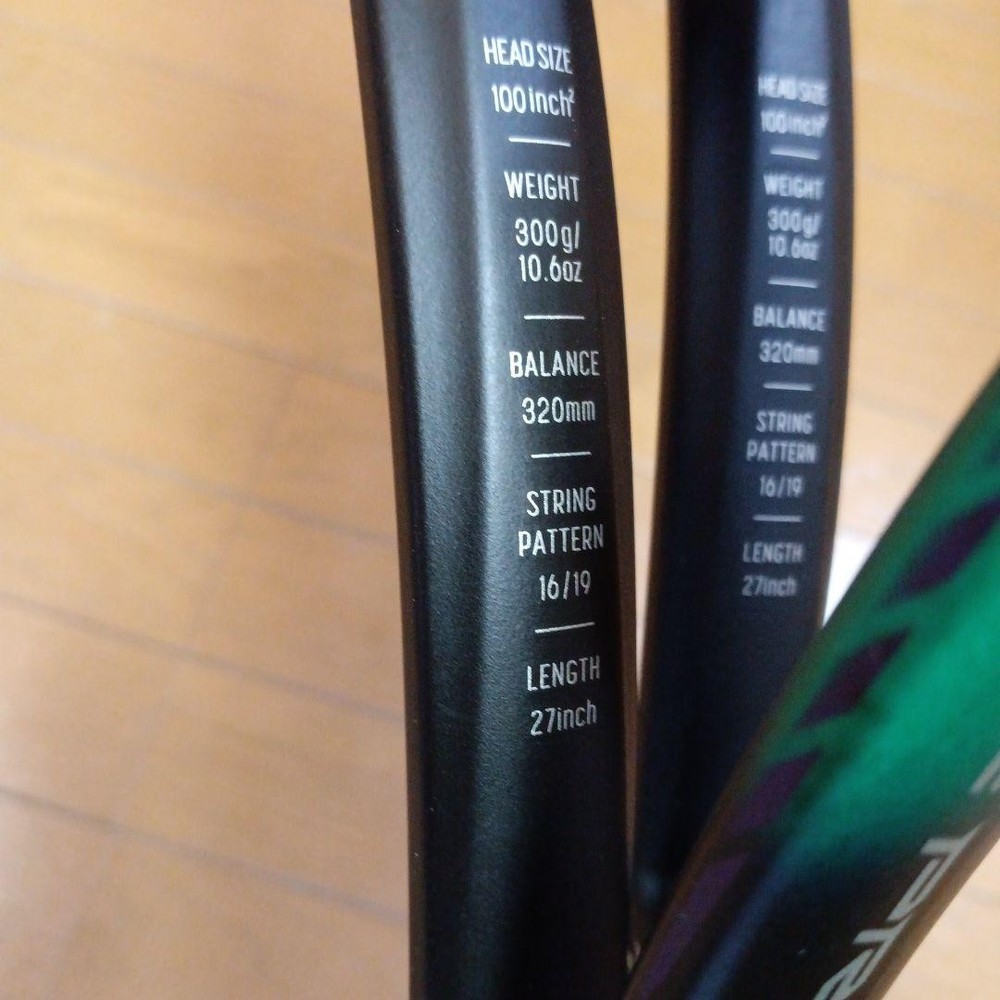 HEAD SIZE
100inch²
WEIGHT
300g/
10.6oz
BALANCE
320mm
STRING
PATTERN
16/19
LENGTH
27inch
HEAD SIZE
100inch²
WEIGHT
300g/
10.6oz
BALANCE
320mm
STRING
PATTERN
16/19
LENGTH
27inch